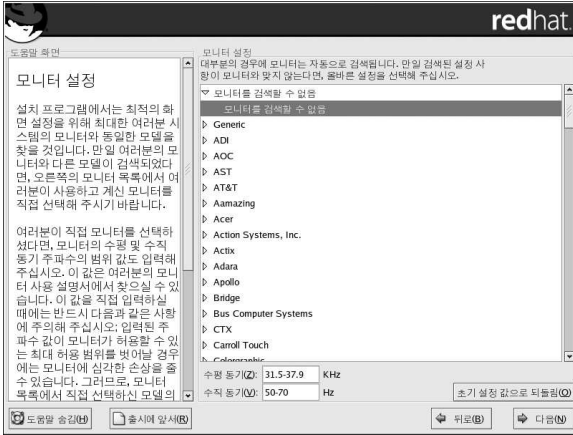 redhat.
도움말 화면
모니터 설정
설치 프로그램에서는 최적의 화
면 설정을 위해 최대한 여러분 시
스템의 모니터와 동일한 모델을
찾을 것입니다. 만일 여러분의 모
니터와 다른 모델이 검색되었다
면, 오른쪽의 모니터 목록에서 여
러분이 사용하고 계신 모니터를
직접 선택해 주시기 바랍니다.
여러분이 직접 모니터를 선택하
셨다면, 모니터의 수평 및 수직
동기 주파수의 범위 값도 입력해
주십시오. 이 값은 여러분의 모니
터 사용 설명서에서 찾으실 수 있
습니다. 이 값을 직접 입력하실
때에는 반드시 다음과 같은 사항
에 주의해 주십시오; 입력된 주
파수 값이 모니터가 허용할 수 있
는 최대 허용 범위를 벗어날 경우
에는 모니터에 심각한 손상을 줄
수 있습니다. 그러므로, 모니터
목록에서 직접 선택하신 모델의
모니터 설정
대부분의 경우에 모니터는 자동으로 검색됩니다. 만일 검색된 설정 사
항이 모니터와 맞지 않는다면, 올바른 설정을 선택해 주십시오.
모니터를 검색할 수 없음
모니터를 검색할 수 없음
Generic
ADI
AOC
AST
AT&T
Aamazing
Acer
Action Systems, Inc.
Actix
Adara
Apollo
Bridge
Bus Computer Systems
CTX
Carroll Touch
Colorgraphic
수평 동기(Z): 31.5-37.9 KHz
수직 동기(V): 50-70 Hz
초기 설정 값으로 되돌림(O)
도움말 숨김(H)
출시에 앞서(R)
뒤로(B)
다음(N)